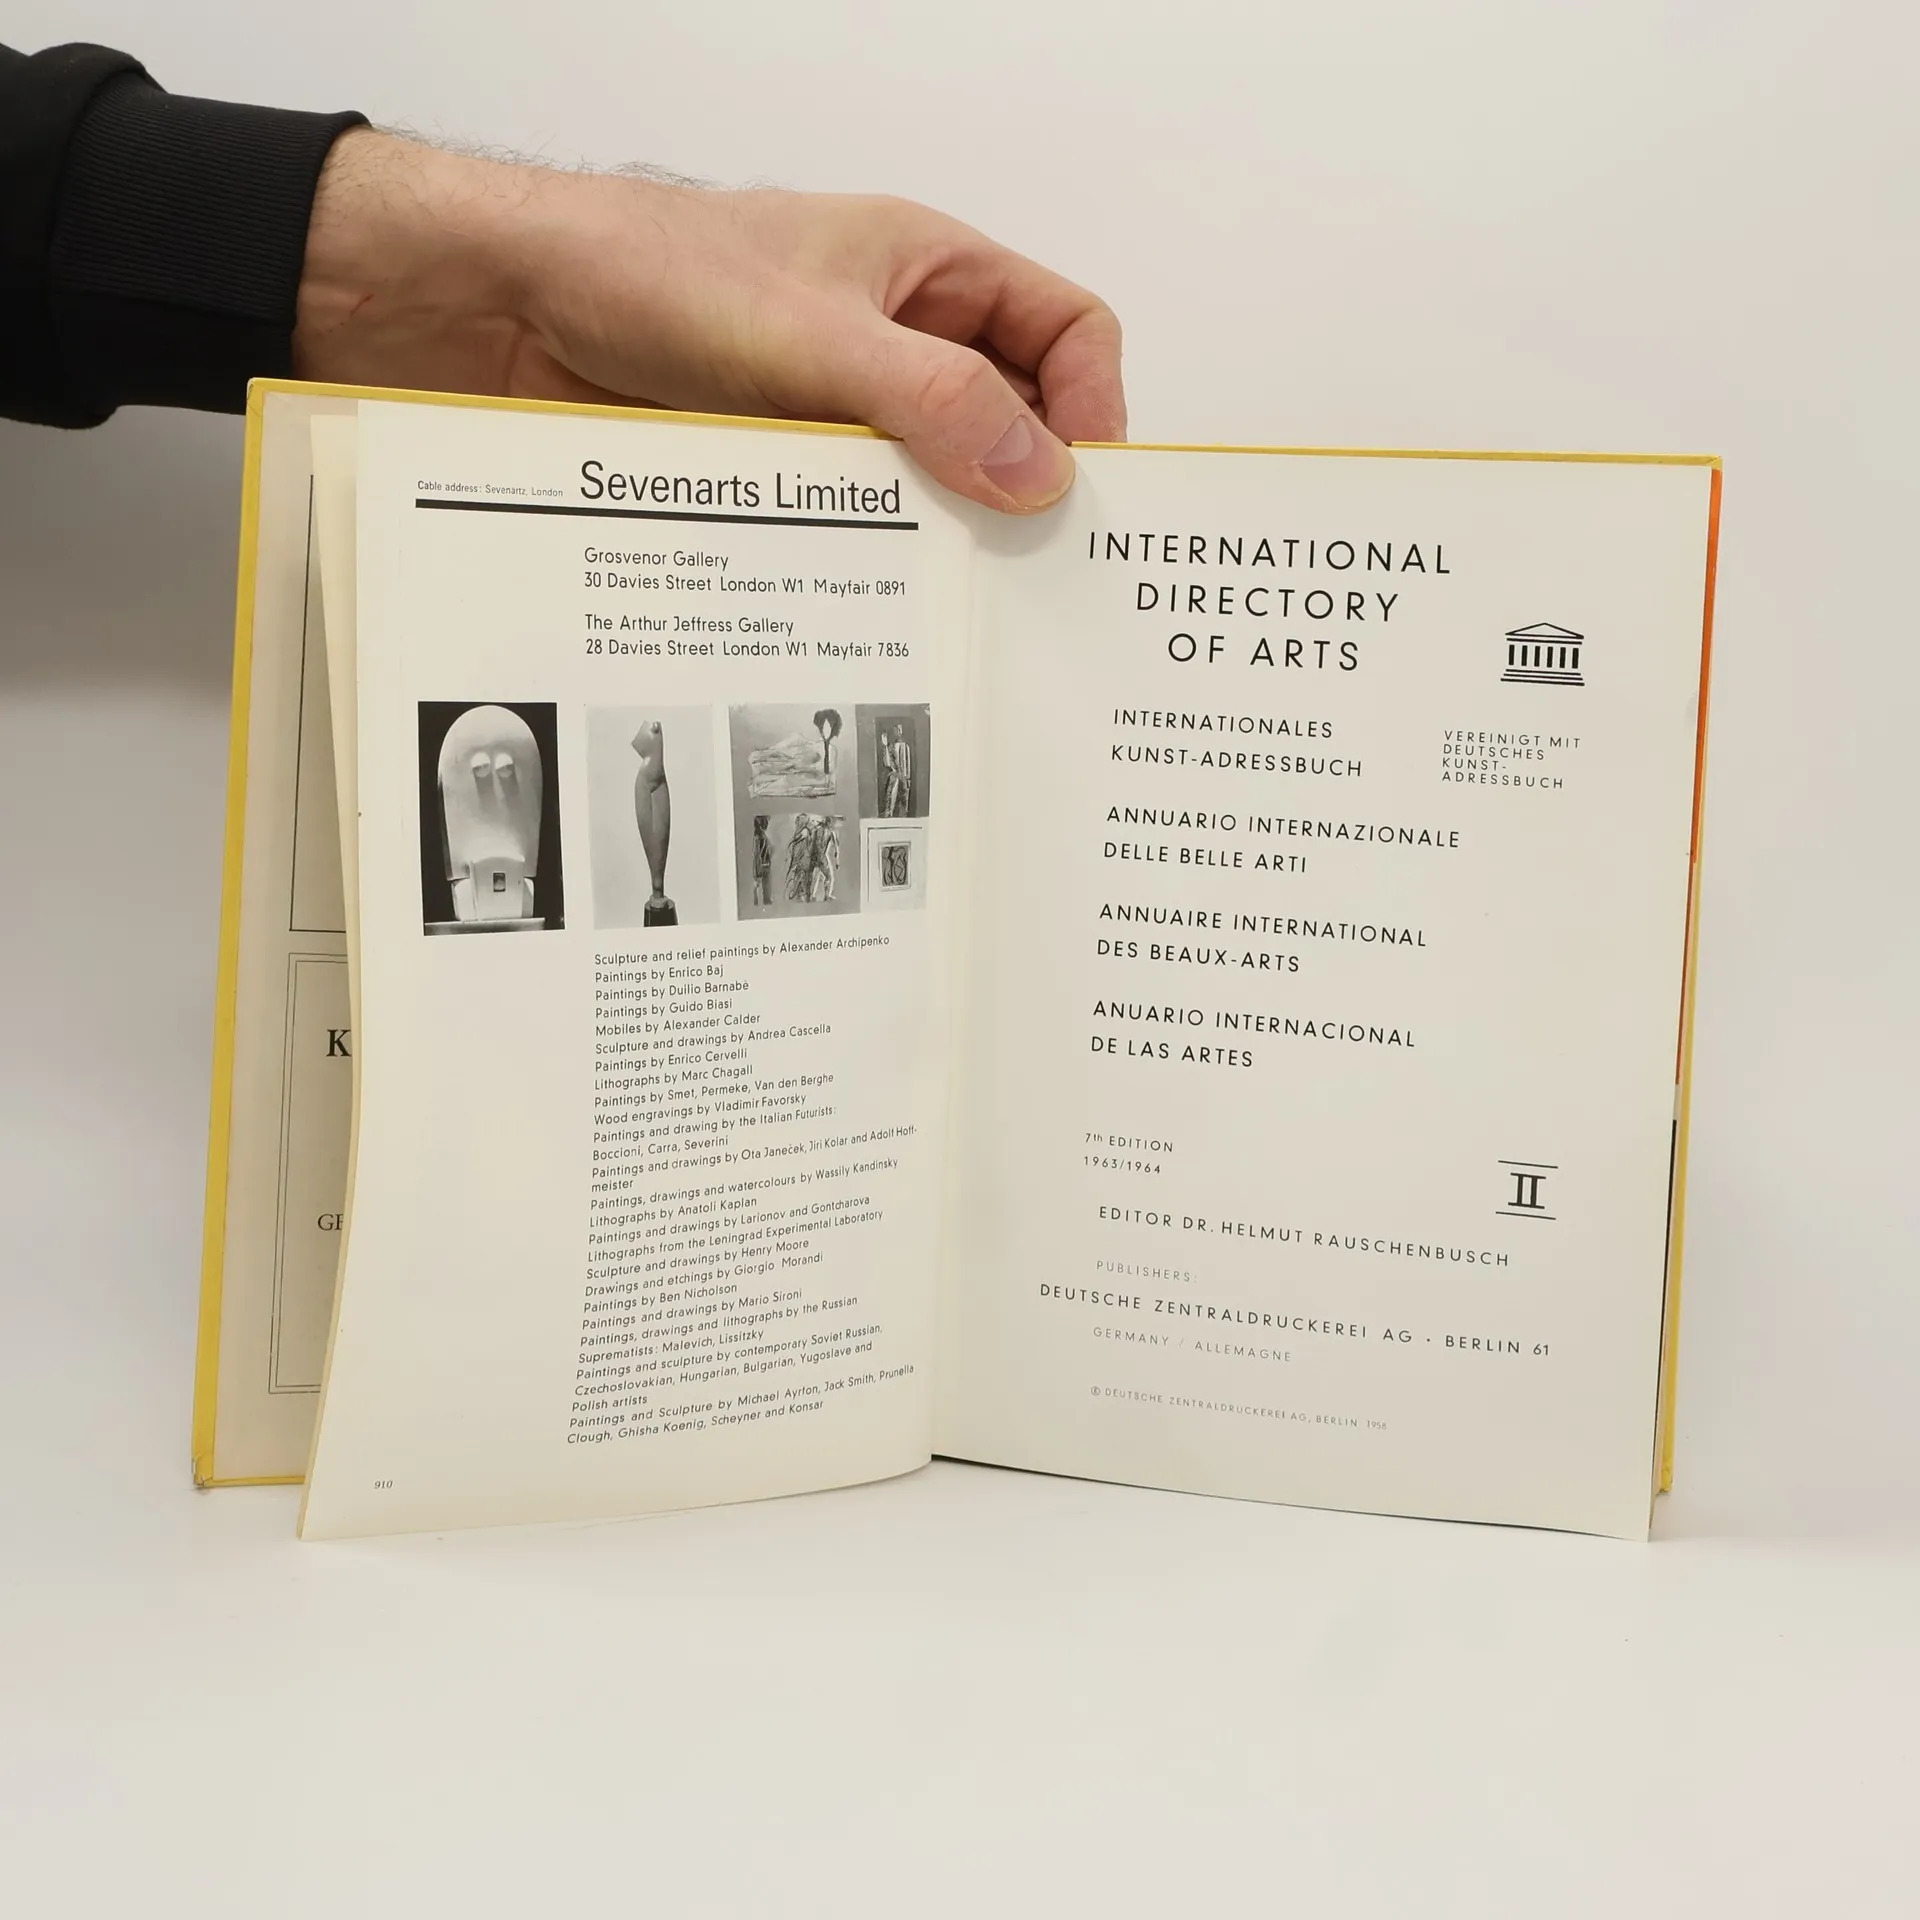 K
GE
Cable address: Sevenartz, London Sevenarts Limited
Grosvenor Gallery
30 Davies Street London W1 Mayfair 0891
The Arthur Jeffress Gallery
28 Davies Street London W1 Mayfair 7836
Sculpture and relief paintings by Alexander Archipenko
Paintings by Enrico Baj
Paintings by Duilio Barnabè
Paintings by Guido Biasi
Mobiles by Alexander Calder
Sculpture and drawings by Andrea Cascella
Paintings by Enrico Cervelli
Lithographs by Marc Chagall
Paintings by Smet, Permeke, Van den Berghe
Wood engravings by Vladimir Favorsky
Paintings and drawing by the Italian Futurists:
Boccioni, Carra, Severini
Paintings and drawings by Ota Janeček, Jiri Kolar and Adolf Hoff-
meister
Paintings, drawings and watercolours by Wassily Kandinsky
Lithographs by Anatoli Kaplan
Paintings and drawings by Larionov and Gontcharova
Lithographs from the Leningrad Experimental Laboratory
Sculpture and drawings by Henry Moore
Drawings and etchings by Giorgio Morandi
Paintings by Ben Nicholson
Paintings and drawings by Mario Sironi
Paintings, drawings and lithographs by the Russian
Suprematists: Malevich, Lissitzky
Paintings and sculpture by contemporary Soviet Russian,
Czechoslovakian, Hungarian, Bulgarian, Yugoslave and
Polish artists
Paintings and Sculpture by Michael Ayrton, Jack Smith, Prunella
Clough, Ghisha Koenig, Scheyner and Konsar
910
INTERNATIONAL
DIRECTORY
OF ARTS
INTERNATIONALES
KUNST-ADRESSBUCH
VEREINIGT MIT
DEUTSCHES
KUNST-
ADRESSBUCH
ANNUARIO INTERNAZIONALE
DELLE BELLE ARTI
ANNUAIRE INTERNATIONAL
DES BEAUX-ARTS
ANUARIO INTERNACIONAL
DE LAS ARTES
7th EDITION
1963/1964
II
EDITOR DR. HELMUT RAUSCHENBUSCH
PUBLISHERS:
DEUTSCHE ZENTRALDRUCKEREI AG · BERLIN 61
GERMANY / ALLEMAGNE
© DEUTSCHE ZENTRALDRUCKEREI AG, BERLIN 1958